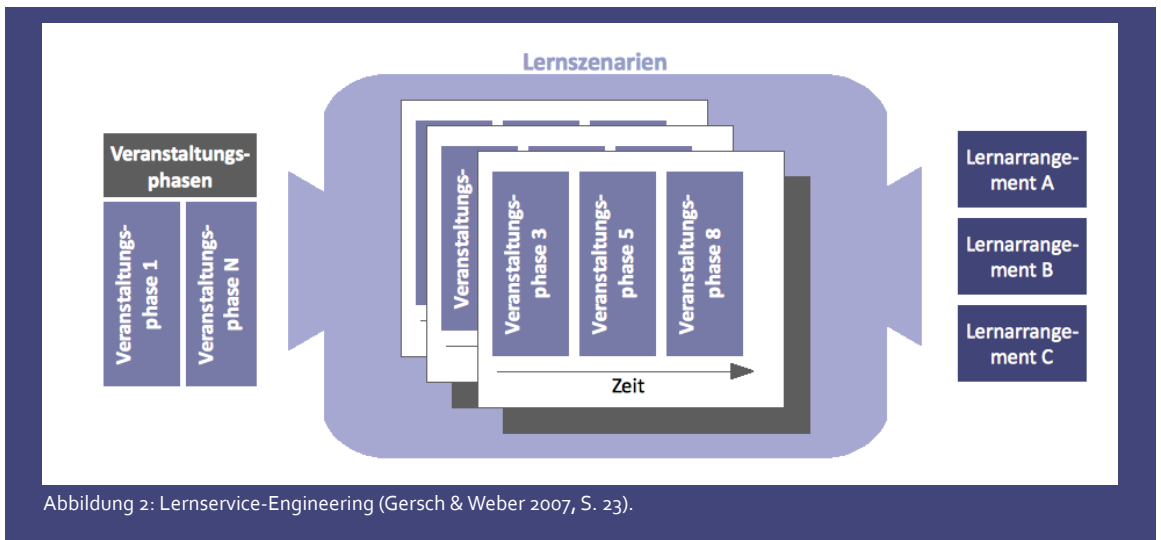 Lernszenarien
Veranstaltungs-
phasen
Veranstaltungs-
phase 1
Veranstaltungs-
phase N
Veranstaltungs-
Veranstaltungs-
phase 3
Veranstaltungs-
phase 5
Veranstaltungs-
phase 8
Zeit
Lernarrange-
ment A
Lernarrange-
ment B
Lernarrange-
ment C
Abbildung 2: Lernservice-Engineering (Gersch & Weber 2007, S. 23).